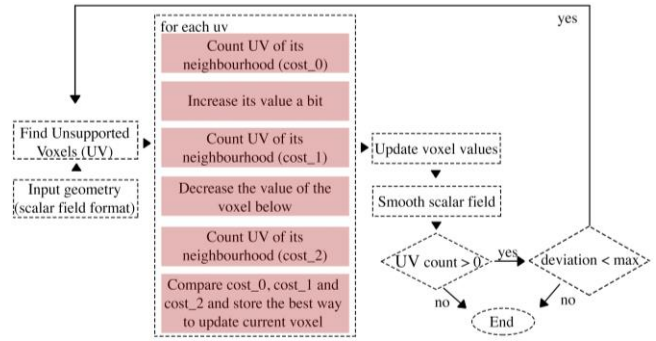 yes
for each uv
Count UV of its
neighbourhood (cost_0)
Increase its value a bit
Count UV of its
neighbourhood (cost_1)
Decrease the value of the
voxel below
Count UV of its
neighbourhood (cost_2)
Compare cost_0, cost_1 and
cost_2 and store the best way
to update current voxel
Find Unsupported
Voxels (UV)
Input geometry
(scalar field format)
Update voxel values
Smooth scalar field
UV count > 0
yes
deviation < max
no
no
End